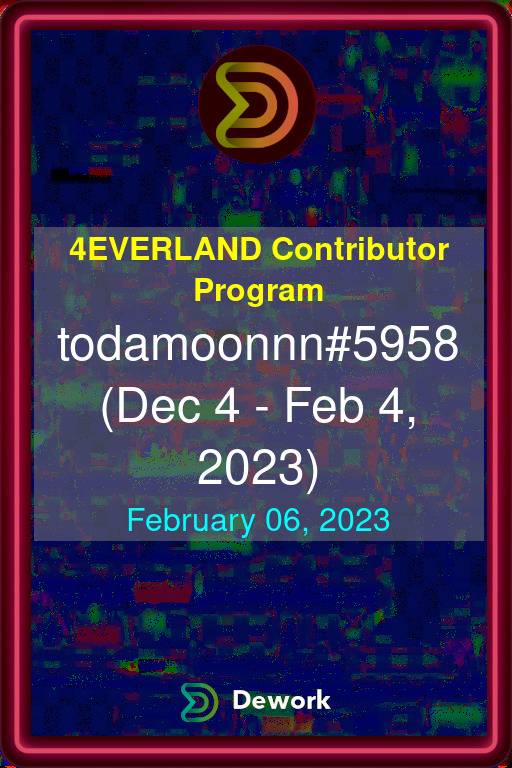 4EVERLAND Contributor
Program
todamoonnn#5958
(Dec 4 - Feb 4,
2023)
February 06, 2023
Dework